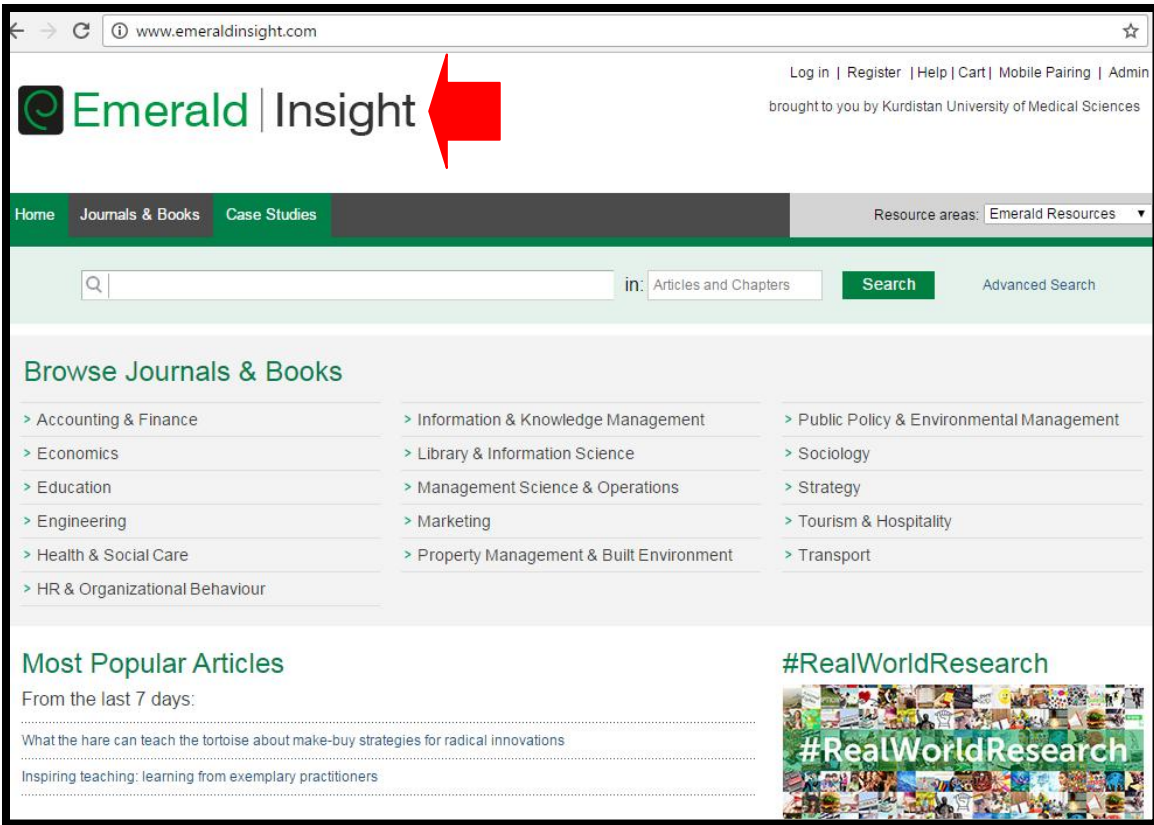 www.emeraldinsight.com
Log in | Register | Help | Cart | Mobile Pairing | Admin
Emerald | Insight
brought to you by Kurdistan University of Medical Sciences
Home Journals & Books Case Studies Resource areas: Emerald Resources
in: Articles and Chapters Search Advanced Search
Browse Journals & Books
> Accounting & Finance
> Economics
> Education
> Engineering
> Health & Social Care
> HR & Organizational Behaviour
> Information & Knowledge Management
> Library & Information Science
> Management Science & Operations
> Marketing
> Property Management & Built Environment
> Public Policy & Environmental Management
> Sociology
> Strategy
> Tourism & Hospitality
> Transport
Most Popular Articles
From the last 7 days:
What the hare can teach the tortoise about make-buy strategies for radical innovations
Inspiring teaching: learning from exemplary practitioners
#RealWorldResearch
#RealWorldResearch